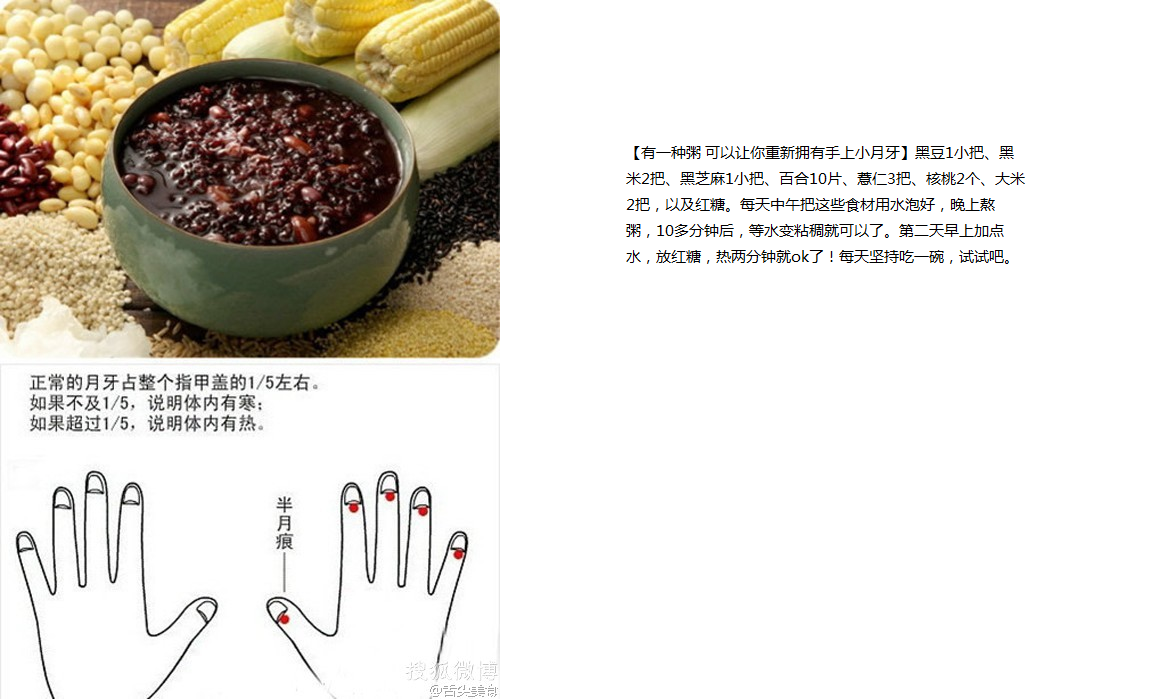 【有一种粥 可以让你重新拥有手上小月牙】黑豆1小把、黑
米2把、黑芝麻1小把、百合10片、薏仁3把、核桃2个、大米
2把，以及红糖。每天中午把这些食材用水泡好，晚上熬
粥，10多分钟后，等水变粘稠就可以了。第二天早上加点
水，放红糖，热两分钟就ok了！每天坚持吃一碗，试试吧。
正常的月牙占整个指甲盖的1/5左右。
如果不及1/5，说明体内有寒；
如果超过1/5，说明体内有热。
半月痕
搜狐微博
@舌尖美食